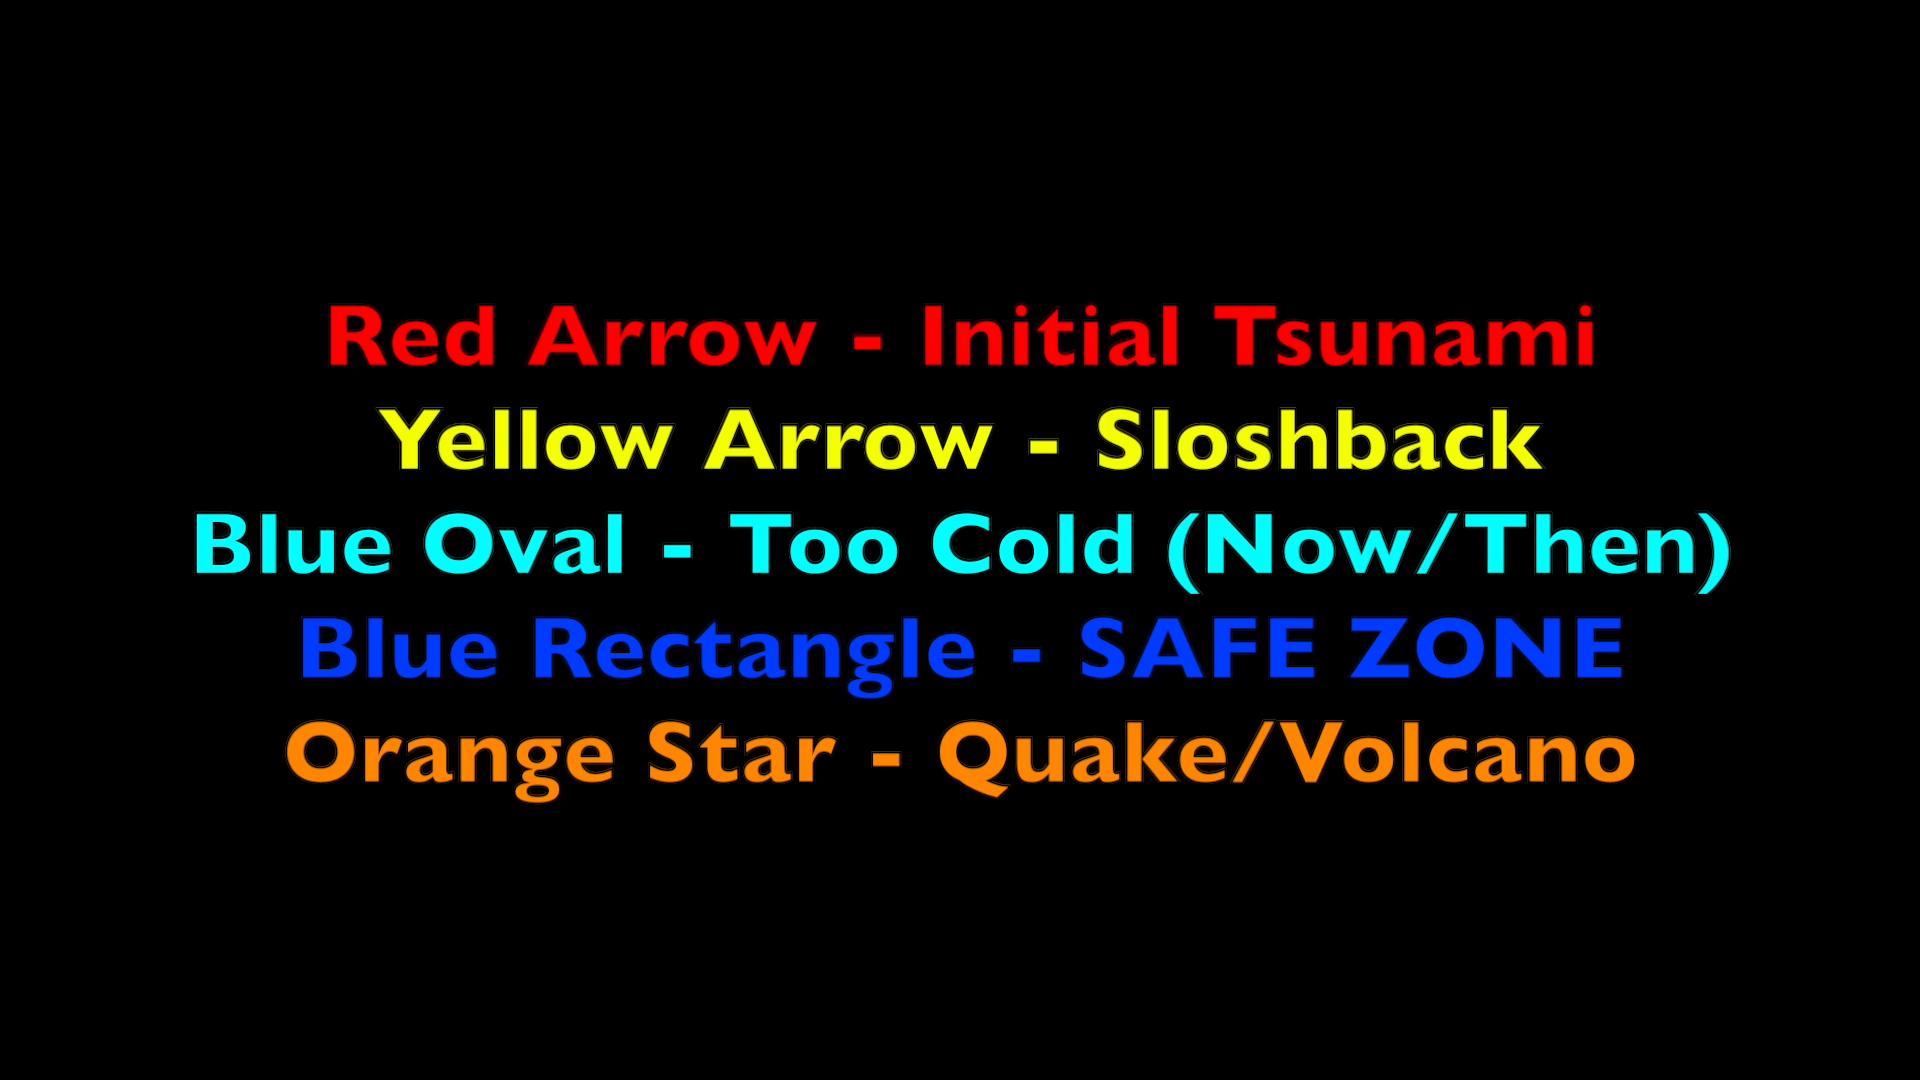 Red Arrow - Initial Tsunami
Yellow Arrow - Sloshback
Blue Oval - Too Cold (Now/Then)
Blue Rectangle - SAFE ZONE
Orange Star - Quake/Volcano